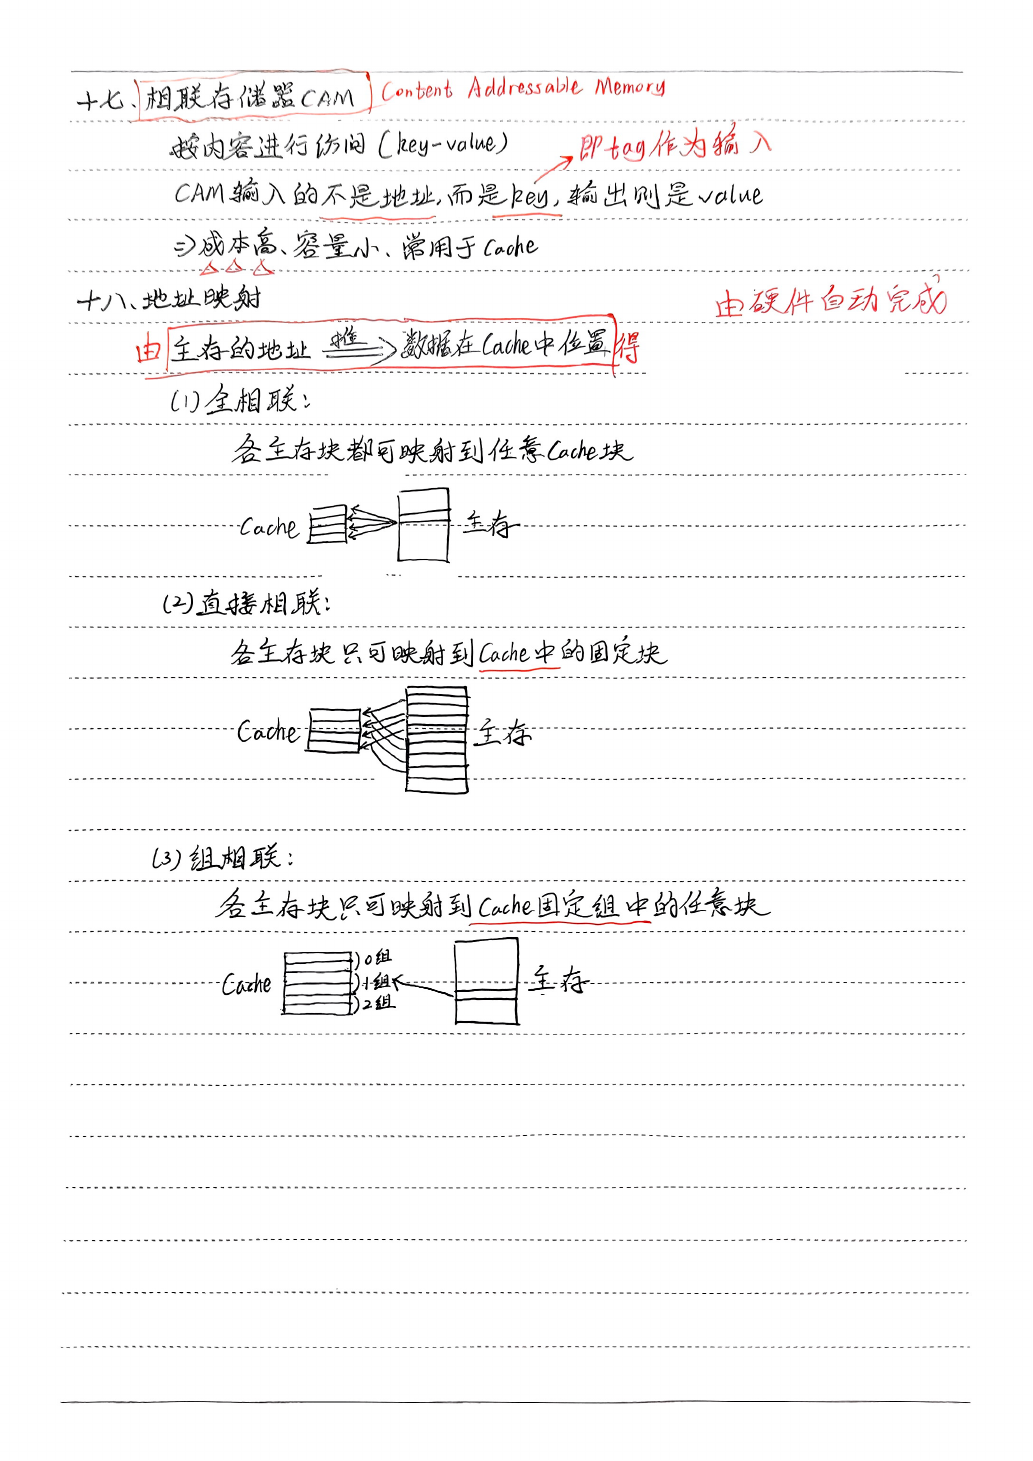 十七、相联存储器CAM Content Addressable Memory
按内容进行访问(key-value) 即tag作为输入
CAM输入的不是地址,而是key,输出则是value
⇒成本高、容量小、常用于Cache
十八、地址映射 由硬件自动完成
由 主存的地址 推 数据在Cache中位置 得
(1)全相联:
各主存块都可映射到任意Cache块
Cache 主存
(2)直接相联:
各主存块只可映射到Cache中的固定块
Cache 主存
(3)组相联:
各主存块只可映射到Cache固定组中的任意块
0组
Cache 1组 主存
2组